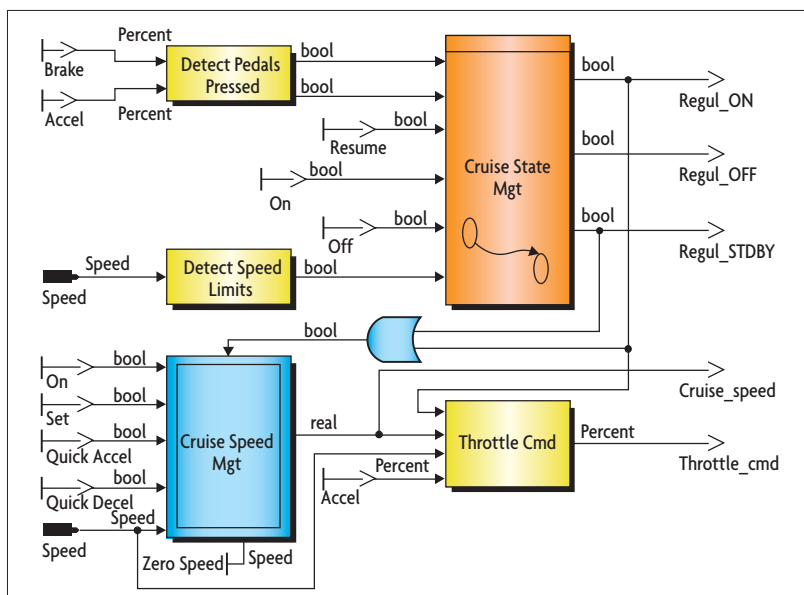 Percent
Brake
Accel
Percent
Detect Pedals
Pressed
bool
bool
Resume
bool
On
bool
Off
bool
Speed
Speed
Detect Speed
Limits
bool
Cruise State
Mgt
bool
Regul_ON
bool
Regul_OFF
bool
Regul_STDBY
bool
On
bool
Set
bool
Quick Accel
bool
Quick Decel
bool
Speed
Speed
Cruise Speed
Mgt
Zero Speed
Speed
real
Accel
Percent
Throttle Cmd
Cruise_speed
Percent
Throttle_cmd